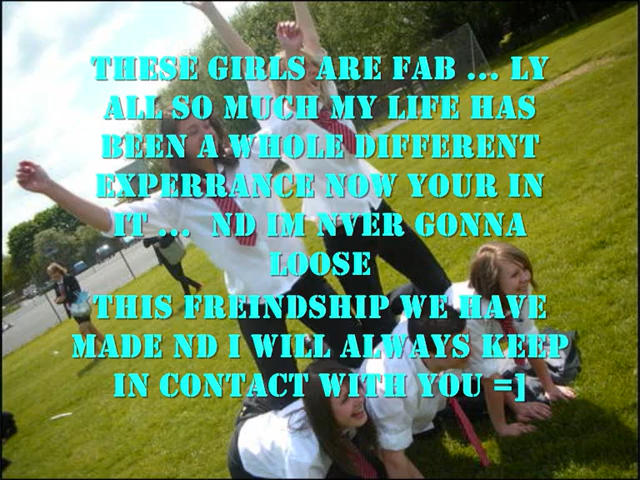 THESE GIRLS ARE FAB ... LY
ALL SO MUCH MY LIFE HAS
BEEN A WHOLE DIFFERENT
EXPERRANCE NOW YOUR IN
IT ... ND IM NVER GONNA
LOOSE
THIS FREINDSHIP WE HAVE
MADE ND I WILL ALWAYS KEEP
IN CONTACT WITH YOU =]